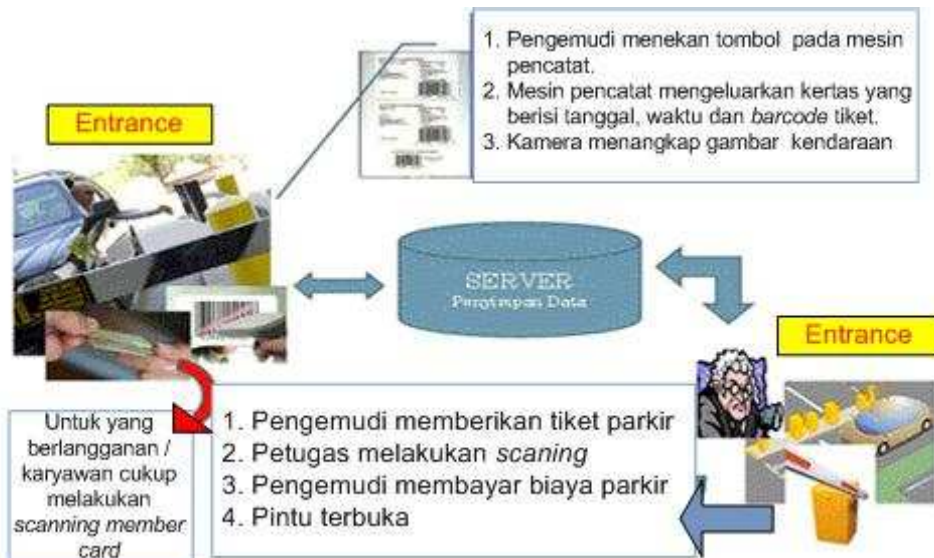 1. Pengemudi menekan tombol pada mesin
pencatat.
2. Mesin pencatat mengeluarkan kertas yang
berisi tanggal, waktu dan barcode tiket.
3. Kamera menangkap gambar kendaraan
Entrance
SERVER
Penyimpan Data
Entrance
Untuk yang
berlangganan /
karyawan cukup
melakukan
scanning member
card
1. Pengemudi memberikan tiket parkir
2. Petugas melakukan scaning
3. Pengemudi membayar biaya parkir
4. Pintu terbuka